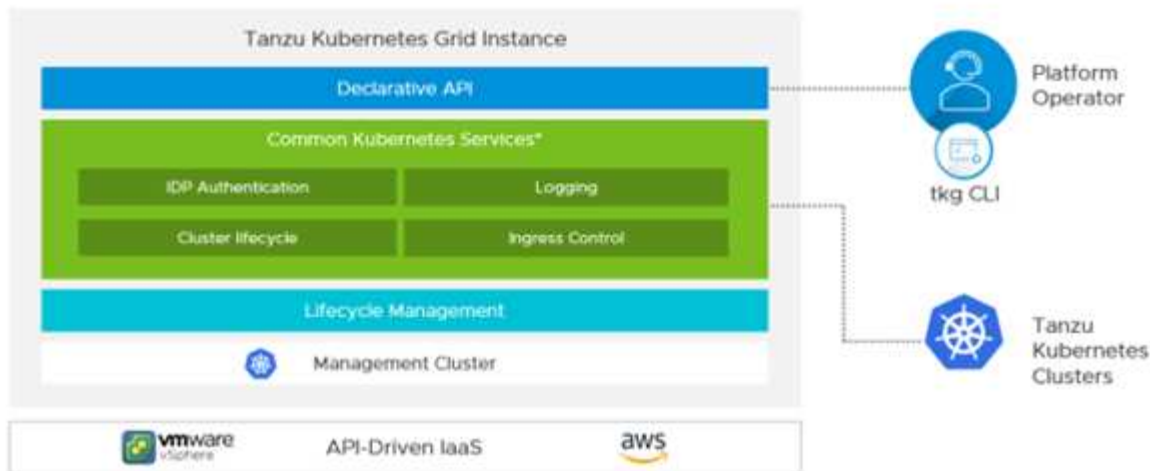 Tanzu Kubernetes Grid Instance
Declarative API
Common Kubernetes Services*
IDP Authentication
Logging
Cluster lifecycle
Ingress Control
Lifecycle Management
Management Cluster
vmware
vSphere
API-Driven IaaS
aws
Platform
Operator
tkg CLI
Tanzu
Kubernetes
Clusters